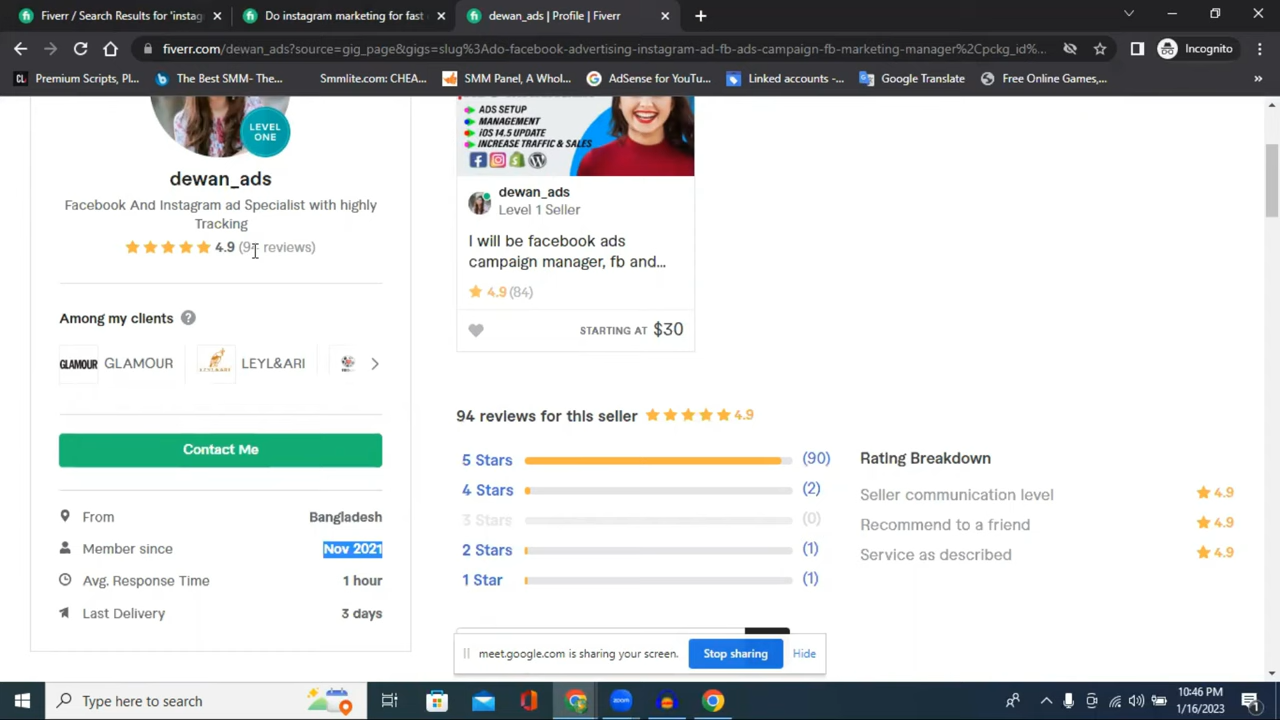 Fiverr / Search Results for 'instag
Do instagram marketing for fast
dewan_ads | Profile | Fiverr
fiverr.com/dewan_ads?source=gig_page&gigs=slug%3Ado-facebook-advertising-instagram-ad-fb-ads-campaign-fb-marketing-manager%2Cpckg_id%...
Incognito
Premium Scripts, Pl...
The Best SMM- The...
Smmlite.com: CHEA...
SMM Panel, A Whol...
AdSense for YouTu...
Linked accounts -...
Google Translate
Free Online Games,...
LEVEL
ONE
dewan_ads
Facebook And Instagram ad Specialist with highly
Tracking
4.9 reviews)
Among my clients
GLAMOUR GLAMOUR
LEYL&ARI LEYL&ARI
Contact Me
From Bangladesh
Member since Nov 2021
Avg. Response Time 1 hour
Last Delivery 3 days
ADS SETUP
MANAGEMENT
iOS 14.5 UPDATE
INCREASE TRAFFIC & SALES
dewan_ads
Level 1 Seller
I will be facebook ads
campaign manager, fb and...
4.9 (84)
STARTING AT $30
94 reviews for this seller 4.9
5 Stars (90)
4 Stars (2)
3 Stars (0)
2 Stars (1)
1 Star (1)
Rating Breakdown
Seller communication level 4.9
Recommend to a friend 4.9
Service as described 4.9
meet.google.com is sharing your screen. Stop sharing Hide
Type here to search
zoom
10:46 PM
1/16/2023